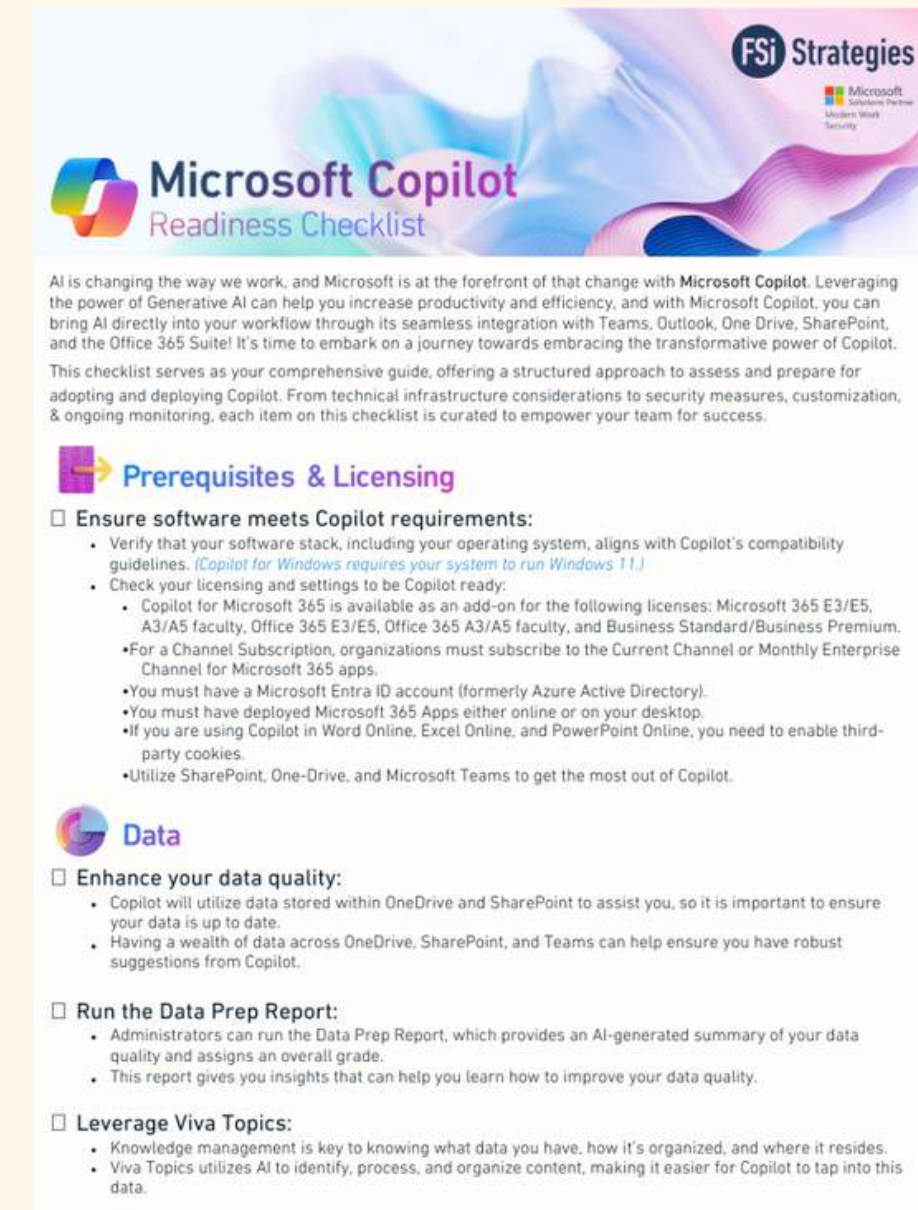 FSi Strategies
Microsoft
Solutions Partner
Modern Work
Security
Microsoft Copilot
Readiness Checklist
AI is changing the way we work, and Microsoft is at the forefront of that change with Microsoft Copilot. Leveraging
the power of Generative AI can help you increase productivity and efficiency, and with Microsoft Copilot, you can
bring AI directly into your workflow through its seamless integration with Teams, Outlook, One Drive, SharePoint,
and the Office 365 Suite! It's time to embark on a journey towards embracing the transformative power of Copilot.
This checklist serves as your comprehensive guide, offering a structured approach to assess and prepare for
adopting and deploying Copilot. From technical infrastructure considerations to security measures, customization,
& ongoing monitoring, each item on this checklist is curated to empower your team for success.
Prerequisites & Licensing
☐ Ensure software meets Copilot requirements:
• Verify that your software stack, including your operating system, aligns with Copilot's compatibility
guidelines. (Copilot for Windows requires your system to run Windows 11.)
• Check your licensing and settings to be Copilot ready:
• Copilot for Microsoft 365 is available as an add-on for the following licenses: Microsoft 365 E3/E5,
A3/A5 faculty, Office 365 E3/E5, Office 365 A3/A5 faculty, and Business Standard/Business Premium.
•For a Channel Subscription, organizations must subscribe to the Current Channel or Monthly Enterprise
Channel for Microsoft 365 apps.
•You must have a Microsoft Entra ID account (formerly Azure Active Directory).
•You must have deployed Microsoft 365 Apps either online or on your desktop.
•If you are using Copilot in Word Online, Excel Online, and PowerPoint Online, you need to enable third-
party cookies.
•Utilize SharePoint, One-Drive, and Microsoft Teams to get the most out of Copilot.
Data
☐ Enhance your data quality:
• Copilot will utilize data stored within OneDrive and SharePoint to assist you, so it is important to ensure
your data is up to date.
• Having a wealth of data across OneDrive, SharePoint, and Teams can help ensure you have robust
suggestions from Copilot.
☐ Run the Data Prep Report:
• Administrators can run the Data Prep Report, which provides an AI-generated summary of your data
quality and assigns an overall grade.
• This report gives you insights that can help you learn how to improve your data quality.
☐ Leverage Viva Topics:
• Knowledge management is key to knowing what data you have, how it's organized, and where it resides.
• Viva Topics utilizes AI to identify, process, and organize content, making it easier for Copilot to tap into this
data.